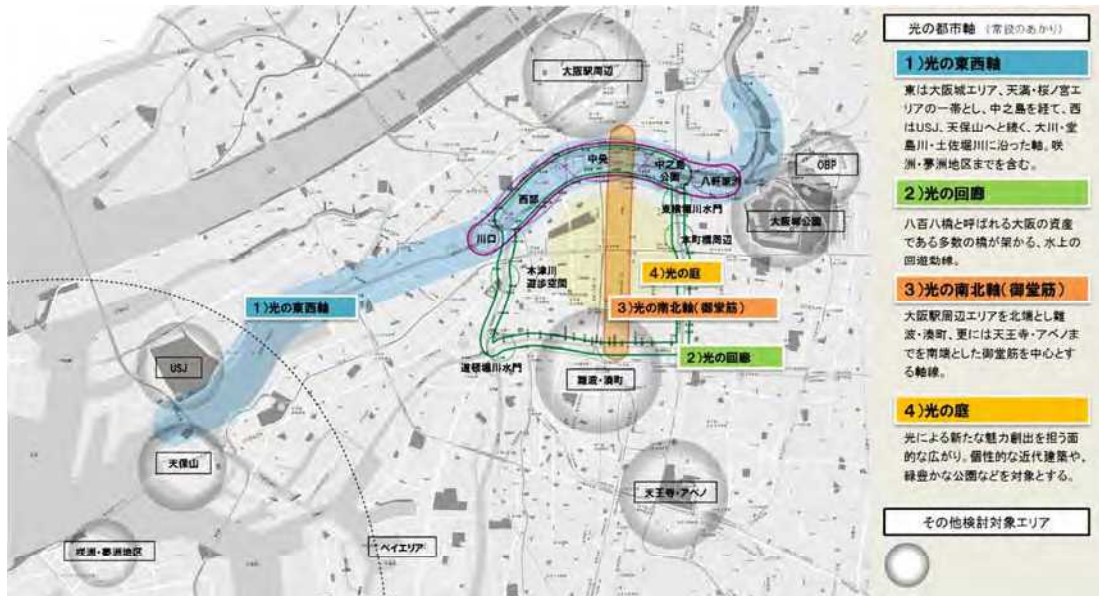 大阪駅周辺
中央
中之島
公園
八軒家浜
OBP
西部
東横堀川水門
大阪城公園
川口
本町橋周辺
木津川
遊歩空間
4)光の庭
1)光の東西軸
3)光の南北軸(御堂筋)
2)光の回廊
USJ
道頓堀川水門
難波・湊町
天保山
天王寺・アベノ
咲洲・夢洲地区
ベイエリア
光の都市軸 (常設のあかり)
1)光の東西軸
東は大阪城エリア、天満・桜ノ宮エ
リアの一帯とし、中之島を経て、西
はUSJ、天保山へと続く、大川・堂
島川・土佐堀川に沿った軸。咲
洲・夢洲地区までを含む。
2)光の回廊
八百八橋と呼ばれる大阪の資産
である多数の橋が架かる、水上の
回遊動線。
3)光の南北軸(御堂筋)
大阪駅周辺エリアを北端とし難
波・湊町、更には天王寺・アベノま
でを南端とした御堂筋を中心とす
る軸線。
4)光の庭
光による新たな魅力創出を担う面
的な広がり。個性的な近代建築や、
緑豊かな公園などを対象とする。
その他検討対象エリア